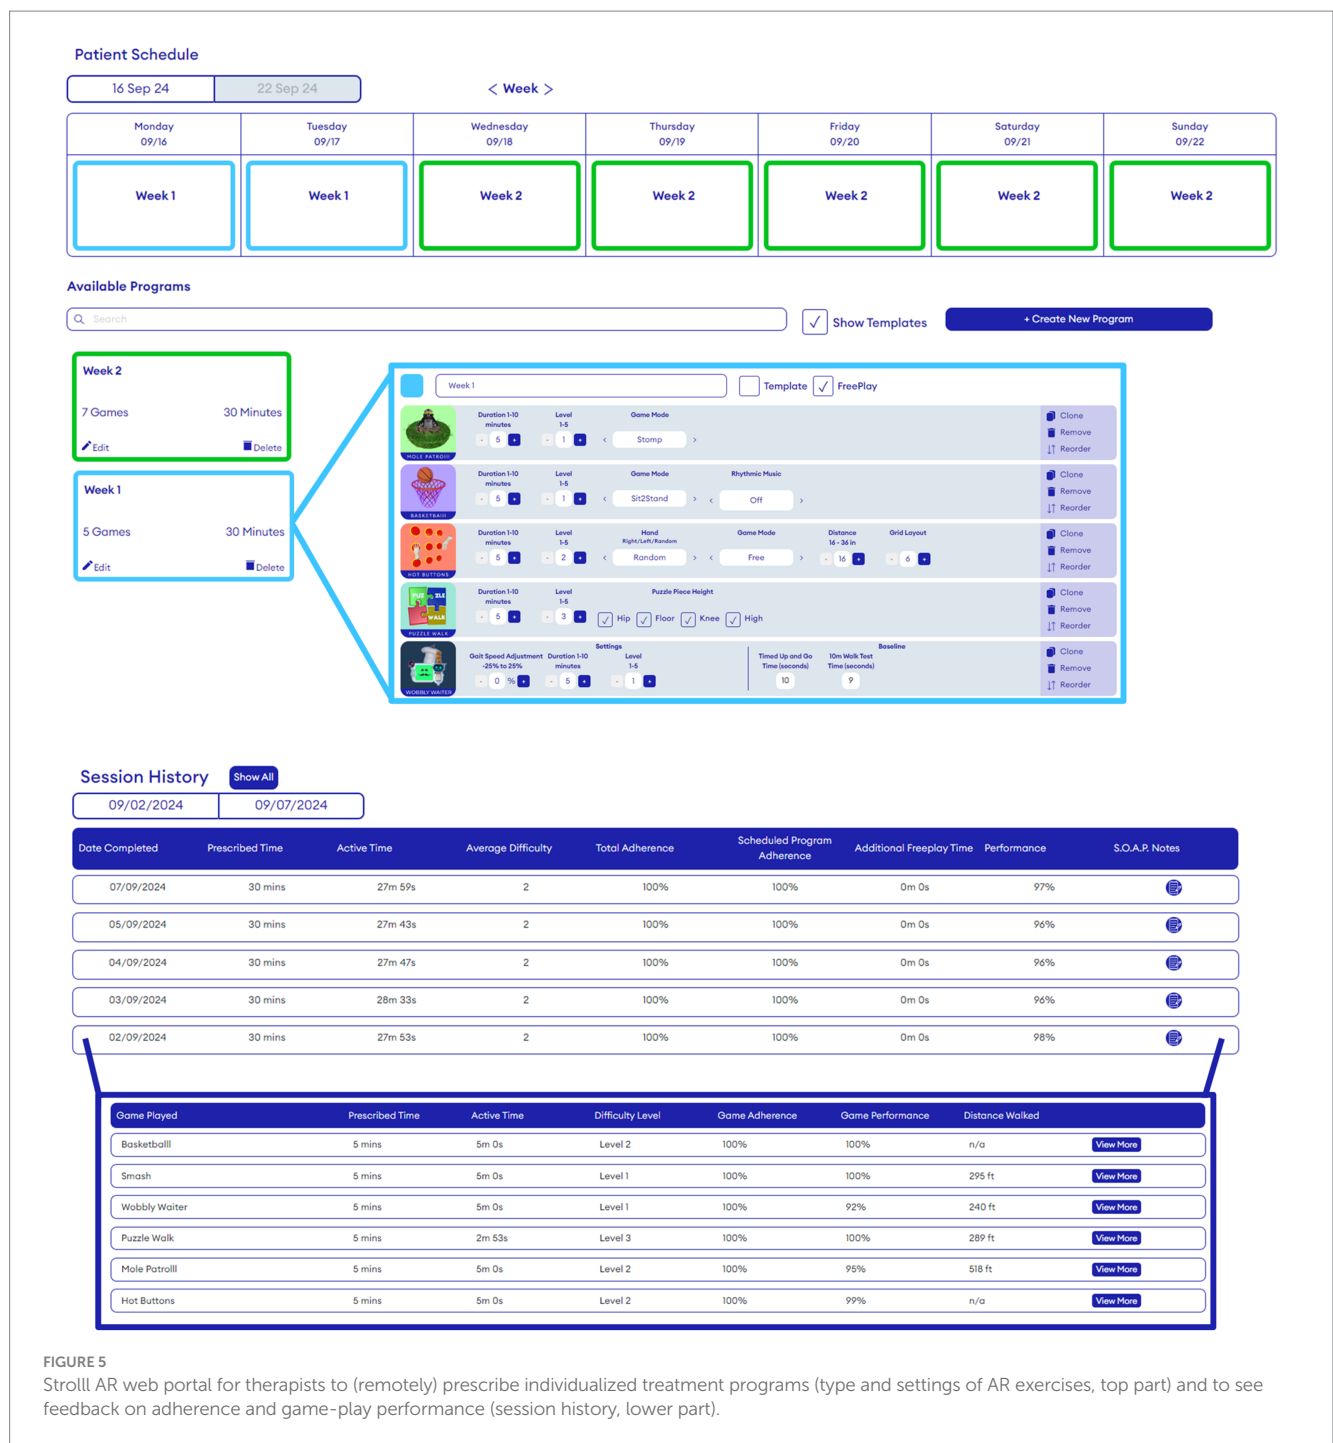 Patient Schedule
16 Sep 24 22 Sep 24 < Week >
Monday Tuesday Wednesday Thursday Friday Saturday Sunday
09/16 09/17 09/18 09/19 09/20 09/21 09/22
Week 1 Week 1 Week 2 Week 2 Week 2 Week 2 Week 2
Available Programs
Search Show Templates + Create New Program
Week 2
7 Games 30 Minutes
Edit Delete
Week 1
5 Games 30 Minutes
Edit Delete
Week 1 Template FreePlay
Duration 1-10 Level Game Mode Clone
minutes 1-5 Remove
- 5 + - 1 + < Stomp > Reorder
MOLE PATROlll
Duration 1-10 Level Game Mode Rhythmic Music Clone
minutes 1-5 Remove
- 5 + - 1 + < Sit2Stand > < Off > Reorder
BASKETBAlll
Duration 1-10 Level Hand Game Mode Distance Grid Layout Clone
minutes 1-5 Right/Left/Random 16 - 36 in Remove
- 5 + - 2 + < Random > < Free > - 16 + - 6 + Reorder
HOT BUTTONS
PUZZLE WALK
Duration 1-10 Level Puzzle Piece Height Clone
minutes 1-5 Remove
- 5 + - 3 + Hip Floor Knee High Reorder
PUZZLE WALK
Settings Baseline
Gait Speed Adjustment Duration 1-10 Level Timed Up and Go 10m Walk Test Clone
-25% to 25% minutes 1-5 Time (seconds) Time (seconds) Remove
- 0 % + - 5 + - 1 + 10 9 Reorder
WOBBLY WAITER
Session History Show All
09/02/2024 09/07/2024
Date Completed Prescribed Time Active Time Average Difficulty Total Adherence Scheduled Program Adherence Additional Freeplay Time Performance S.O.A.P. Notes
07/09/2024 30 mins 27m 59s 2 100% 100% 0m 0s 97%
05/09/2024 30 mins 27m 43s 2 100% 100% 0m 0s 96%
04/09/2024 30 mins 27m 47s 2 100% 100% 0m 0s 96%
03/09/2024 30 mins 28m 33s 2 100% 100% 0m 0s 96%
02/09/2024 30 mins 27m 53s 2 100% 100% 0m 0s 98%
Game Played Prescribed Time Active Time Difficulty Level Game Adherence Game Performance Distance Walked
Basketballl 5 mins 5m 0s Level 2 100% 100% n/a View More
Smash 5 mins 5m 0s Level 1 100% 100% 295 ft View More
Wobbly Waiter 5 mins 5m 0s Level 1 100% 92% 240 ft View More
Puzzle Walk 5 mins 2m 53s Level 3 100% 100% 289 ft View More
Mole Patrolll 5 mins 5m 0s Level 2 100% 95% 518 ft View More
Hot Buttons 5 mins 5m 0s Level 2 100% 99% n/a View More
FIGURE 5
Strolll AR web portal for therapists to (remotely) prescribe individualized treatment programs (type and settings of AR exercises, top part) and to see
feedback on adherence and game-play performance (session history, lower part).